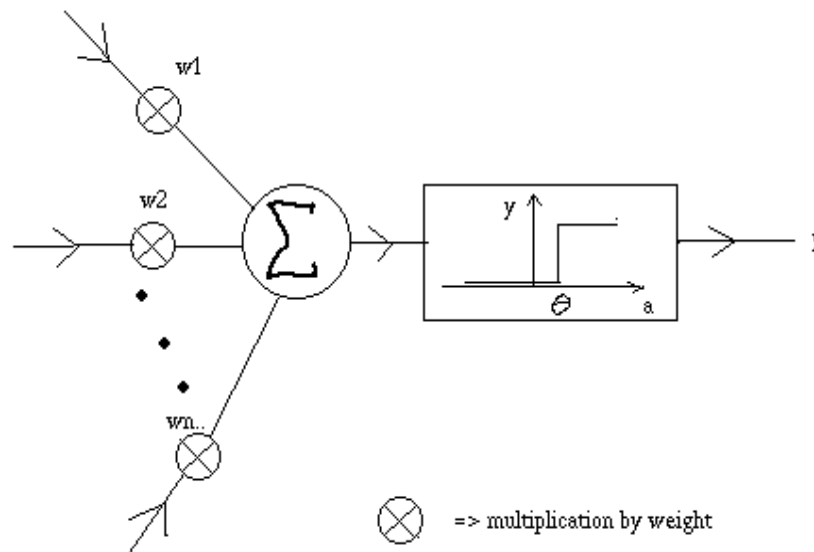 w1
w2
Σ
y
θ
a
wn..
=> multiplication by weight